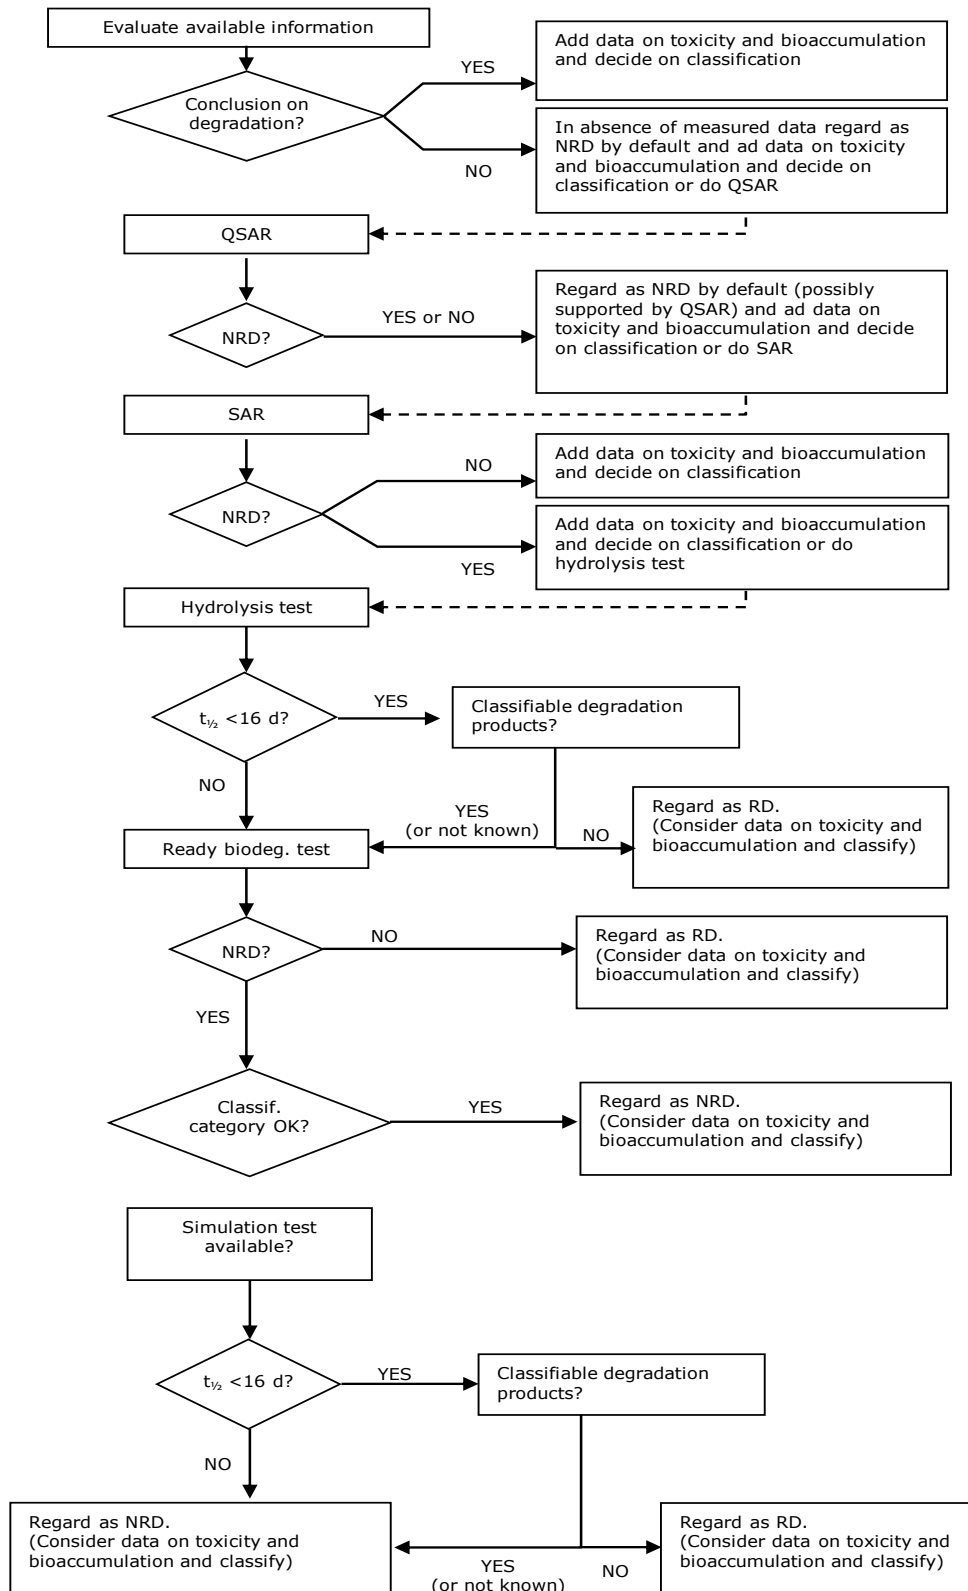 Evaluate available information
Conclusion on
degradation?
YES
Add data on toxicity and bioaccumulation
and decide on classification
NO
In absence of measured data regard as
NRD by default and ad data on toxicity
and bioaccumulation and decide on
classification or do QSAR
QSAR
NRD?
YES or NO
Regard as NRD by default (possibly
supported by QSAR) and ad data on
toxicity and bioaccumulation and decide
on classification or do SAR
SAR
NRD?
NO
Add data on toxicity and bioaccumulation
and decide on classification
YES
Add data on toxicity and bioaccumulation
and decide on classification or do
hydrolysis test
Hydrolysis test
t½ <16 d?
YES
Classifiable degradation
products?
NO
YES
(or not known)
NO
Regard as RD.
(Consider data on toxicity and
bioaccumulation and classify)
Ready biodeg. test
NRD?
NO
Regard as RD.
(Consider data on toxicity and
bioaccumulation and classify)
YES
Classif.
category OK?
YES
Regard as NRD.
(Consider data on toxicity and
bioaccumulation and classify)
Simulation test
available?
t½ <16 d?
YES
Classifiable degradation
products?
NO
Regard as NRD.
(Consider data on toxicity and
bioaccumulation and classify)
YES
(or not known)
NO
Regard as RD.
(Consider data on toxicity and
bioaccumulation and classify)